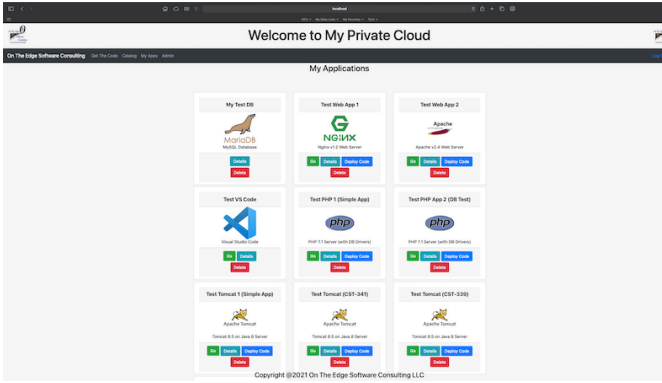 localhost
Welcome to My Private Cloud
On The Edge Software Consulting Get The Code Catalog My Apps Admin
My Applications
My Test DB
MariaDB
MySQL Database
Details
Delete
Test Web App 1
NGINX
Nginx v1.2 Web Server
Go Details Deploy Code
Delete
Test Web App 2
Apache
Apache v2.4 Web Server
Go Details Deploy Code
Delete
Test VS Code
Visual Studio Code
Go Details
Delete
Test PHP 1 (Simple App)
php
PHP 7.1 Server (with DB Drivers)
Go Details Deploy Code
Delete
Test PHP App 2 (DB Test)
php
PHP 7.1 Server (with DB Drivers)
Go Details Deploy Code
Delete
Test Tomcat 1 (Simple App)
Apache Tomcat
Tomcat 8.5 on Java 8 Server
Go Details Deploy Code
Delete
Test Tomcat (CST-341)
Apache Tomcat
Tomcat 8.5 on Java 8 Server
Go Details Deploy Code
Delete
Test Tomcat (CST-339)
Apache Tomcat
Tomcat 8.5 on Java 8 Server
Go Details Deploy Code
Delete
Copyright @2021 On The Edge Software Consulting LLC